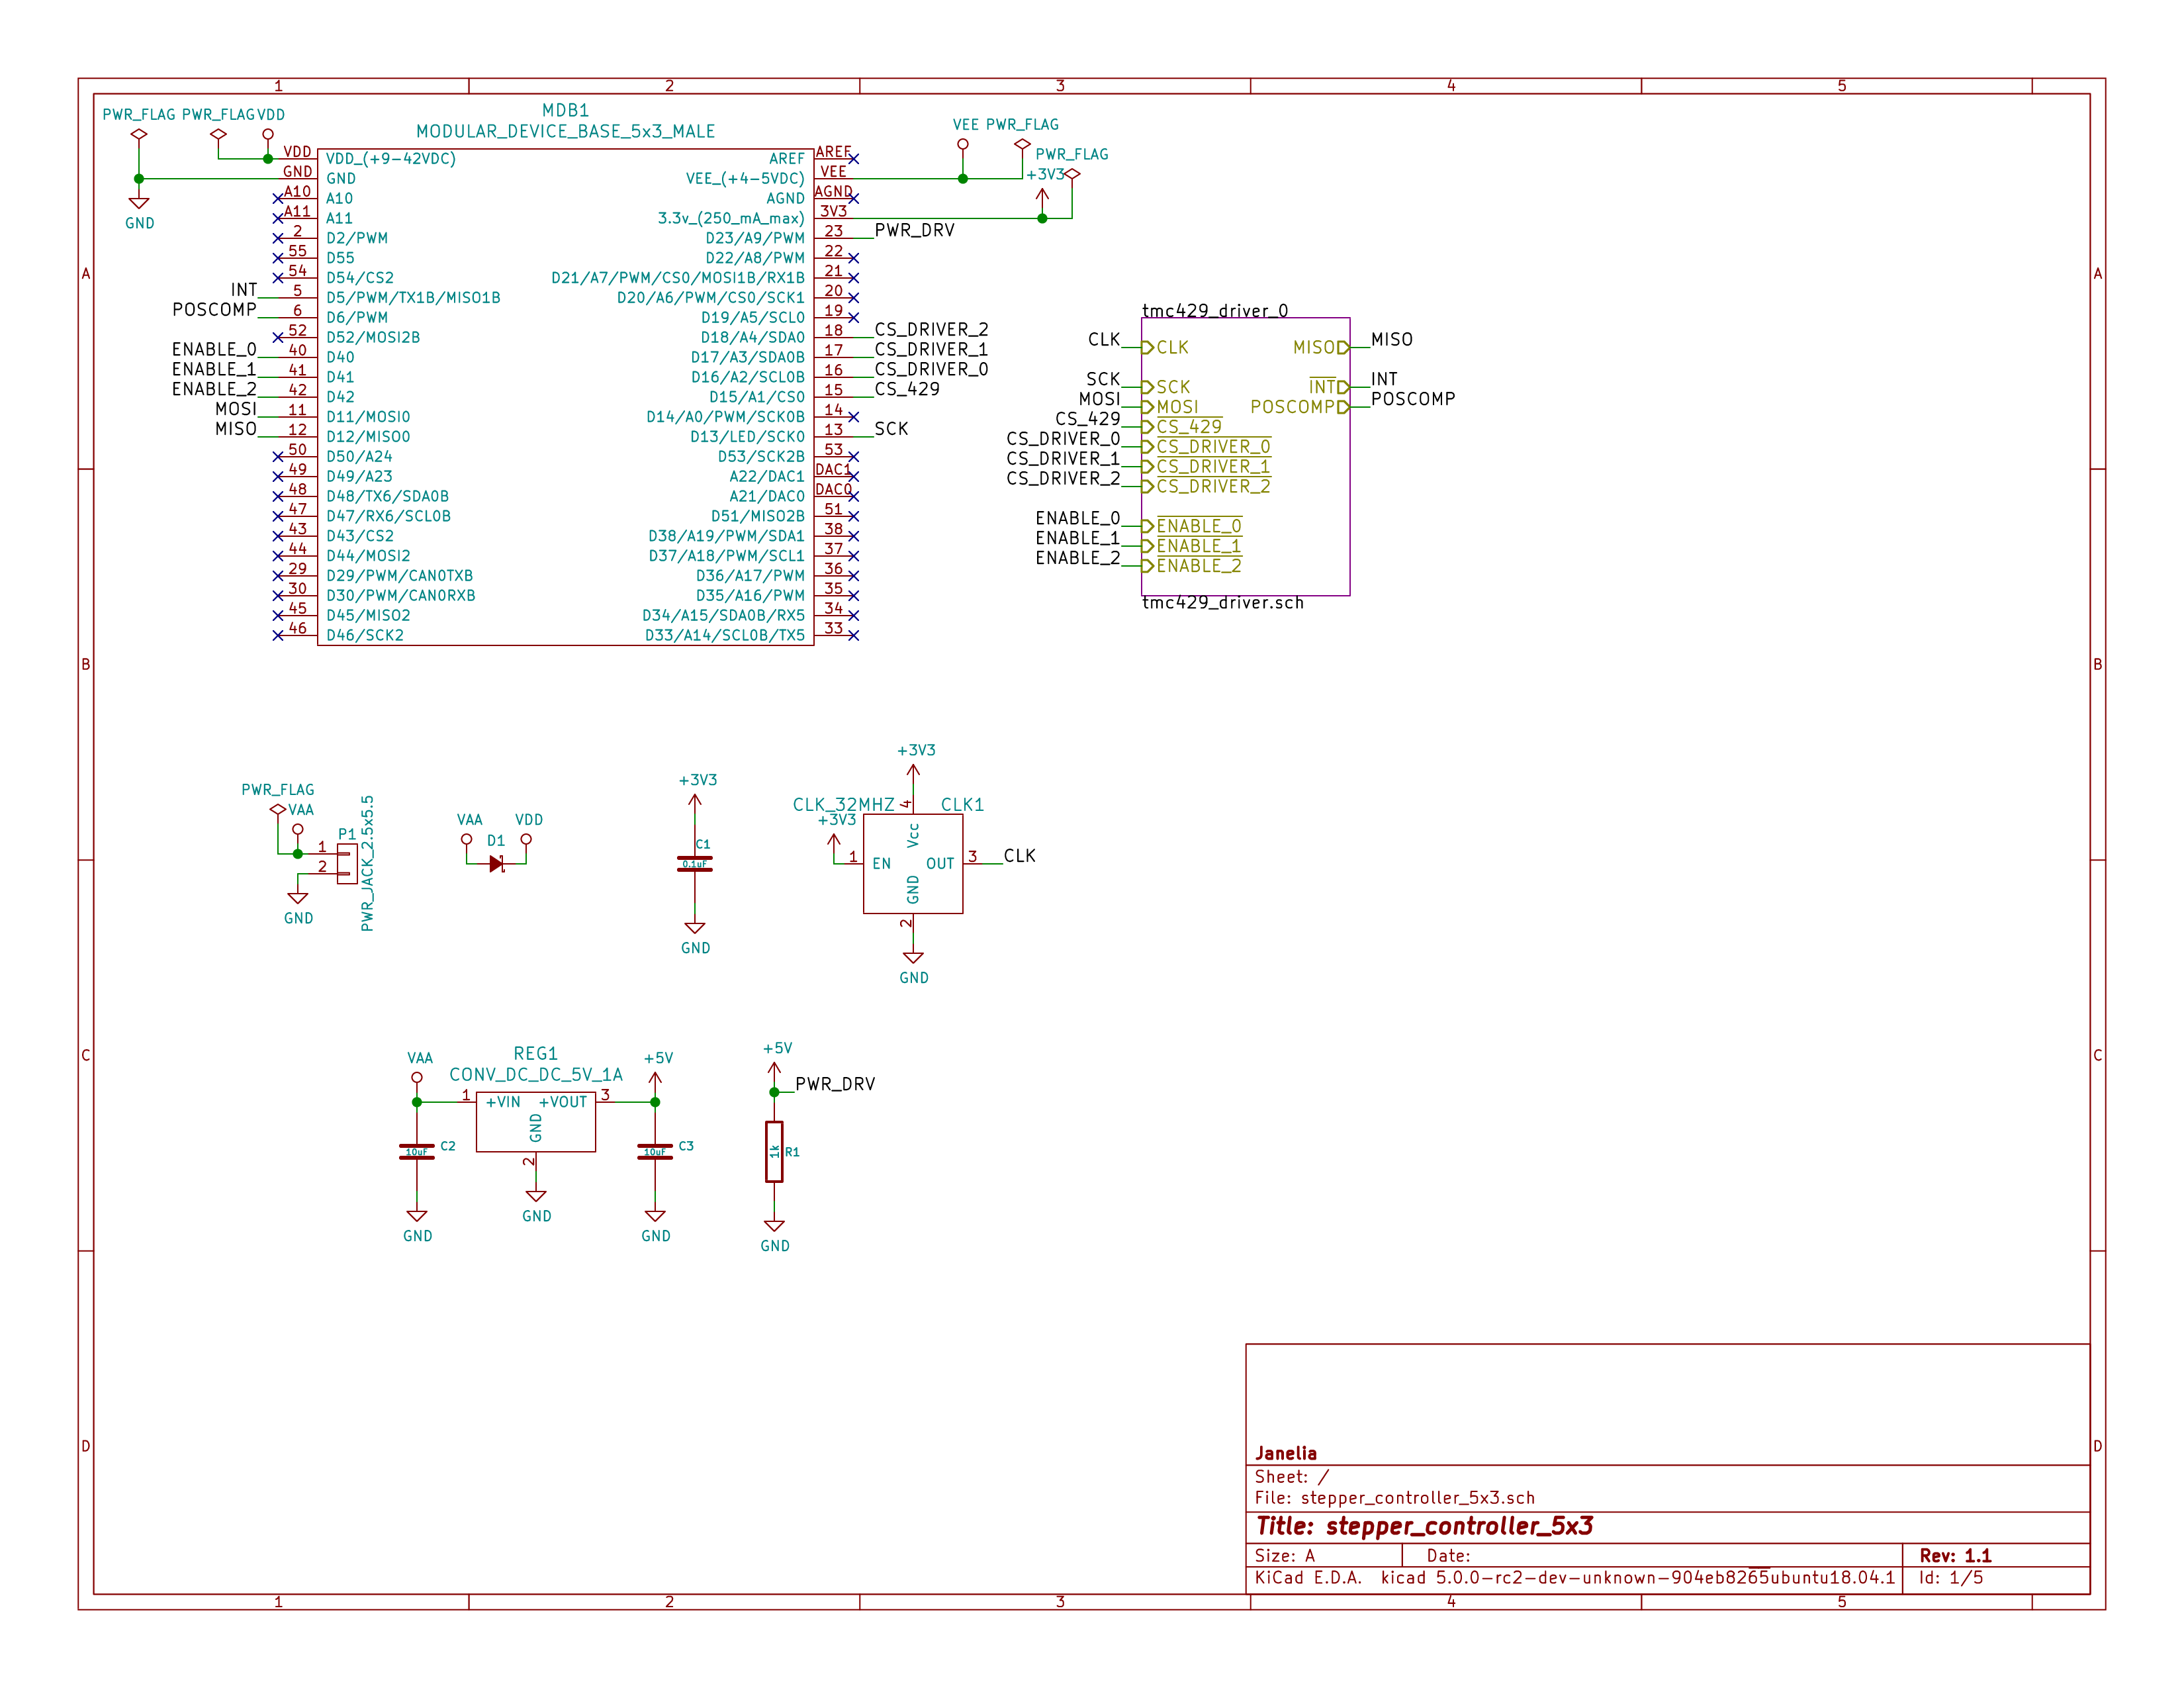 1 2 3 4 5
PWR_FLAG PWR_FLAG VDD
MDB1
MODULAR_DEVICE_BASE_5x3_MALE
VEE PWR_FLAG
PWR_FLAG
+3V3
GND
VDD VDD_(+9-42VDC) AREF AREF
GND GND VEE_(+4-5VDC) VEE
A10 A10 AGND AGND
A11 A11 3.3v_(250_mA_max) 3V3
2 D2/PWM D23/A9/PWM 23 PWR_DRV
55 D55 D22/A8/PWM 22
54 D54/CS2 D21/A7/PWM/CS0/MOSI1B/RX1B 21
INT 5 D5/PWM/TX1B/MISO1B D20/A6/PWM/CS0/SCK1 20
POSCOMP 6 D6/PWM D19/A5/SCL0 19
52 D52/MOSI2B D18/A4/SDA0 18 CS_DRIVER_2
ENABLE_0 40 D40 D17/A3/SDA0B 17 CS_DRIVER_1
ENABLE_1 41 D41 D16/A2/SCL0B 16 CS_DRIVER_0
ENABLE_2 42 D42 D15/A1/CS0 15 CS_429
MOSI 11 D11/MOSI0 D14/A0/PWM/SCK0B 14
MISO 12 D12/MISO0 D13/LED/SCK0 13 SCK
50 D50/A24 D53/SCK2B 53
49 D49/A23 A22/DAC1 DAC1
48 D48/TX6/SDA0B A21/DAC0 DAC0
47 D47/RX6/SCL0B D51/MISO2B 51
43 D43/CS2 D38/A19/PWM/SDA1 38
44 D44/MOSI2 D37/A18/PWM/SCL1 37
29 D29/PWM/CAN0TXB D36/A17/PWM 36
30 D30/PWM/CAN0RXB D35/A16/PWM 35
45 D45/MISO2 D34/A15/SDA0B/RX5 34
46 D46/SCK2 D33/A14/SCL0B/TX5 33
tmc429_driver_0
CLK CLK MISO MISO
SCK SCK INT INT
MOSI MOSI POSCOMP POSCOMP
CS_429 CS_429
CS_DRIVER_0 CS_DRIVER_0
CS_DRIVER_1 CS_DRIVER_1
CS_DRIVER_2 CS_DRIVER_2
ENABLE_0 ENABLE_0
ENABLE_1 ENABLE_1
ENABLE_2 ENABLE_2
tmc429_driver.sch
A A
B B
C C
D D
PWR_FLAG
VAA
P1
1
2
PWR_JACK_2.5x5.5
GND
VAA D1 VDD
+3V3
C1
0.1uF
GND
+3V3
CLK_32MHZ CLK1
+3V3
4
Vcc
1 EN OUT 3 CLK
GND
2
GND
VAA
REG1
CONV_DC_DC_5V_1A
+5V
1 +VIN +VOUT 3
GND
2
GND
C2
10uF
GND
C3
10uF
GND
+5V
PWR_DRV
1k R1
GND
Janelia
Sheet: /
File: stepper_controller_5x3.sch
Title: stepper_controller_5x3
Size: A Date: Rev: 1.1
KiCad E.D.A. kicad 5.0.0-rc2-dev-unknown-904eb8265ubuntu18.04.1 Id: 1/5
1 2 3 4 5